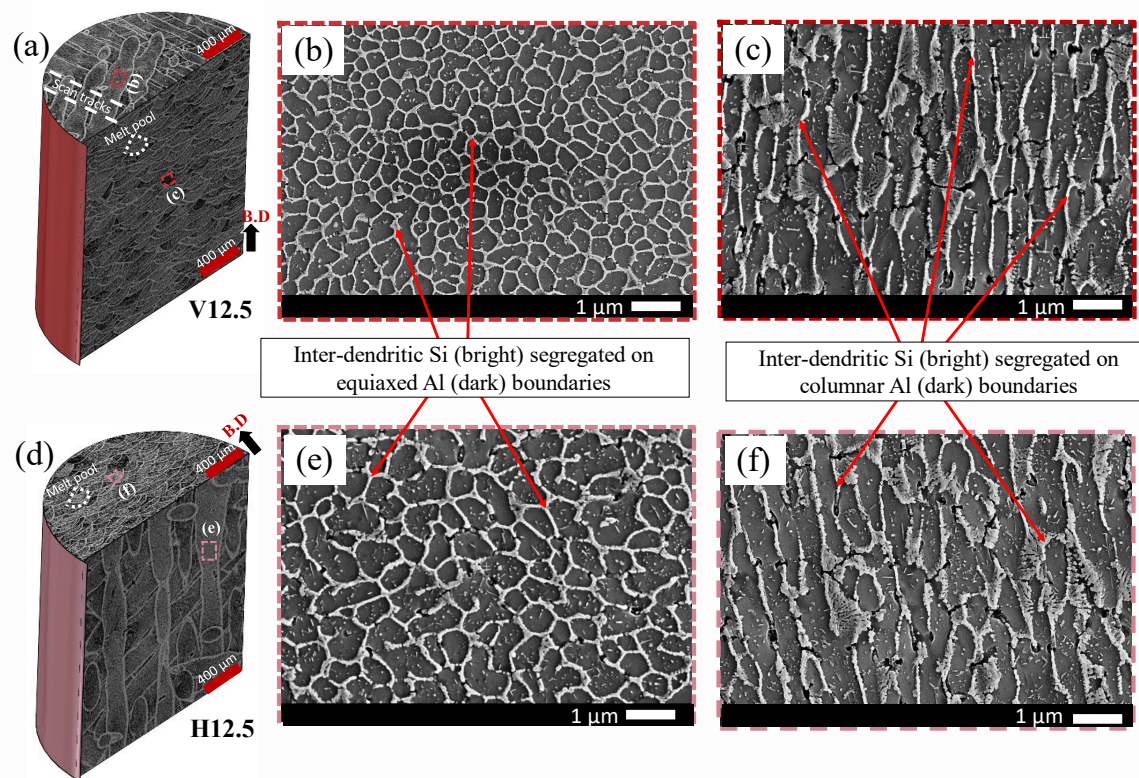 (a)
400 µm
(b)
Scan tracks
Melt pool
(c)
B.D
400 µm
V12.5
(b)
1 µm
(c)
1 µm
Inter-dendritic Si (bright) segregated on
equiaxed Al (dark) boundaries
Inter-dendritic Si (bright) segregated on
columnar Al (dark) boundaries
(d)
B.D
400 µm
Melt pool
(f)
(e)
400 µm
H12.5
(e)
1 µm
(f)
1 µm